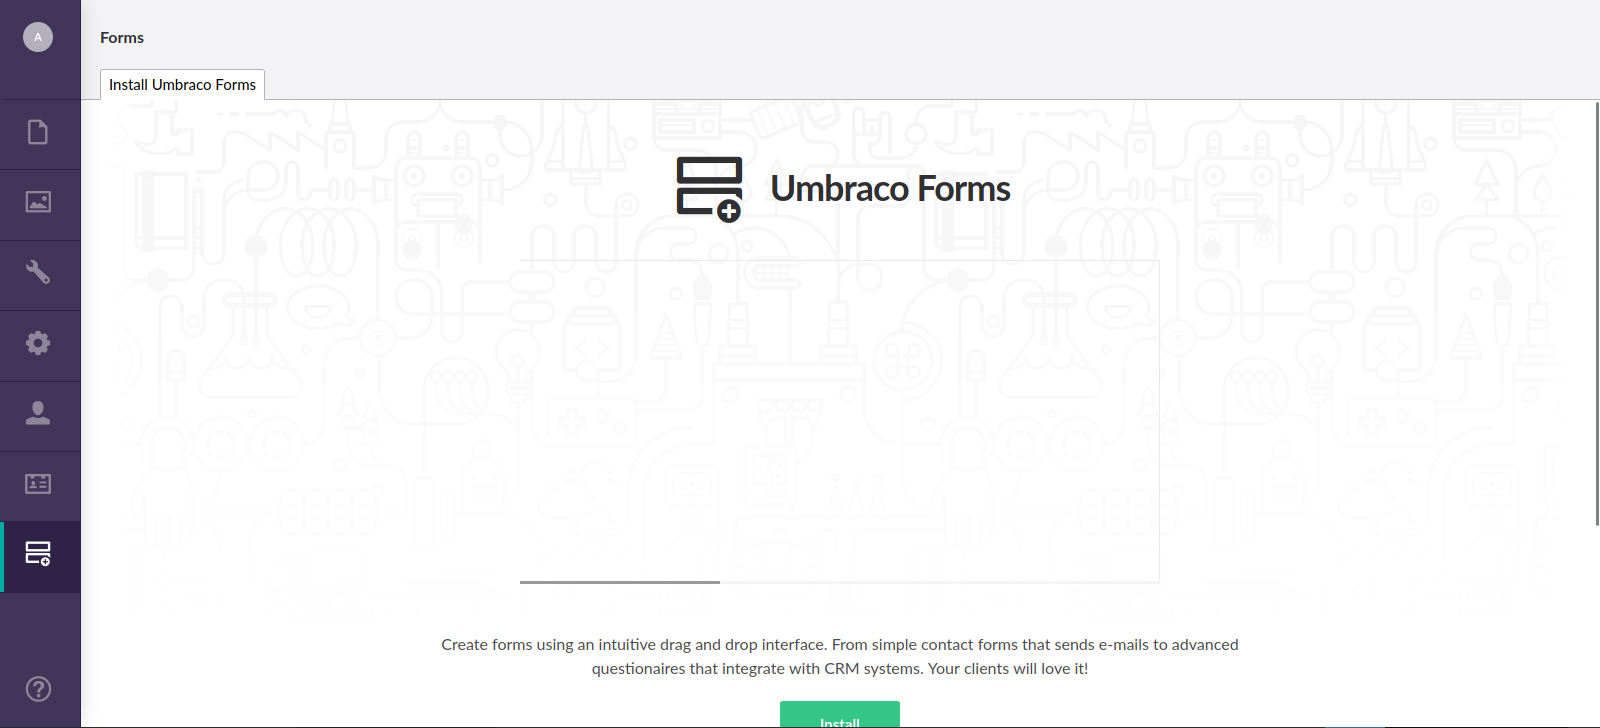 A
Forms
Install Umbraco Forms
Umbraco Forms
Create forms using an intuitive drag and drop interface. From simple contact forms that sends e-mails to advanced
questionaires that integrate with CRM systems. Your clients will love it!
Install